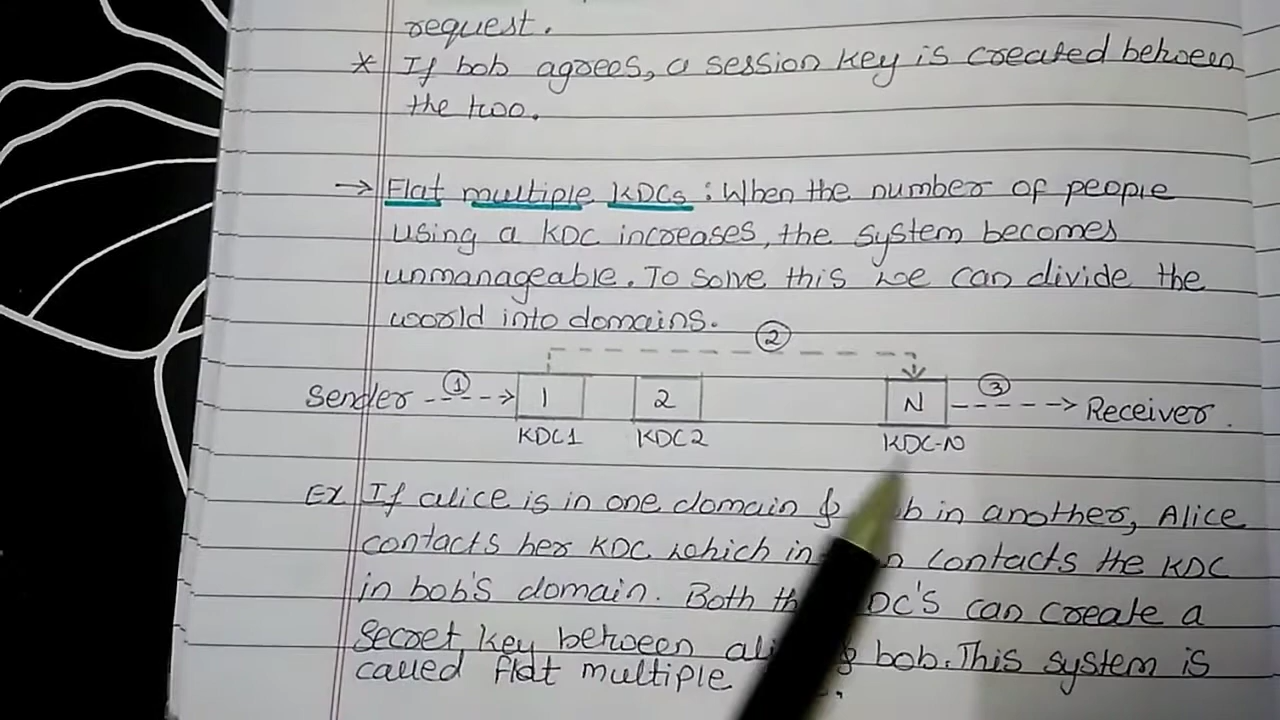 request.
* If bob agrees, a session key is created between
the two.
→ Flat multiple KDCs : When the number of people
using a KDC increases, the system becomes
unmanageable. To solve this we can divide the
world into domains.
2
Sender 1 1 2 N 3 Receiver.
KDC1 KDC2 KDC-N
Ex If alice is in one domain & in another, Alice
contacts her KDC which in contacts the KDC
in bob's domain. Both DC'S can create a
secret key between & bob. This system is
called flat multiple